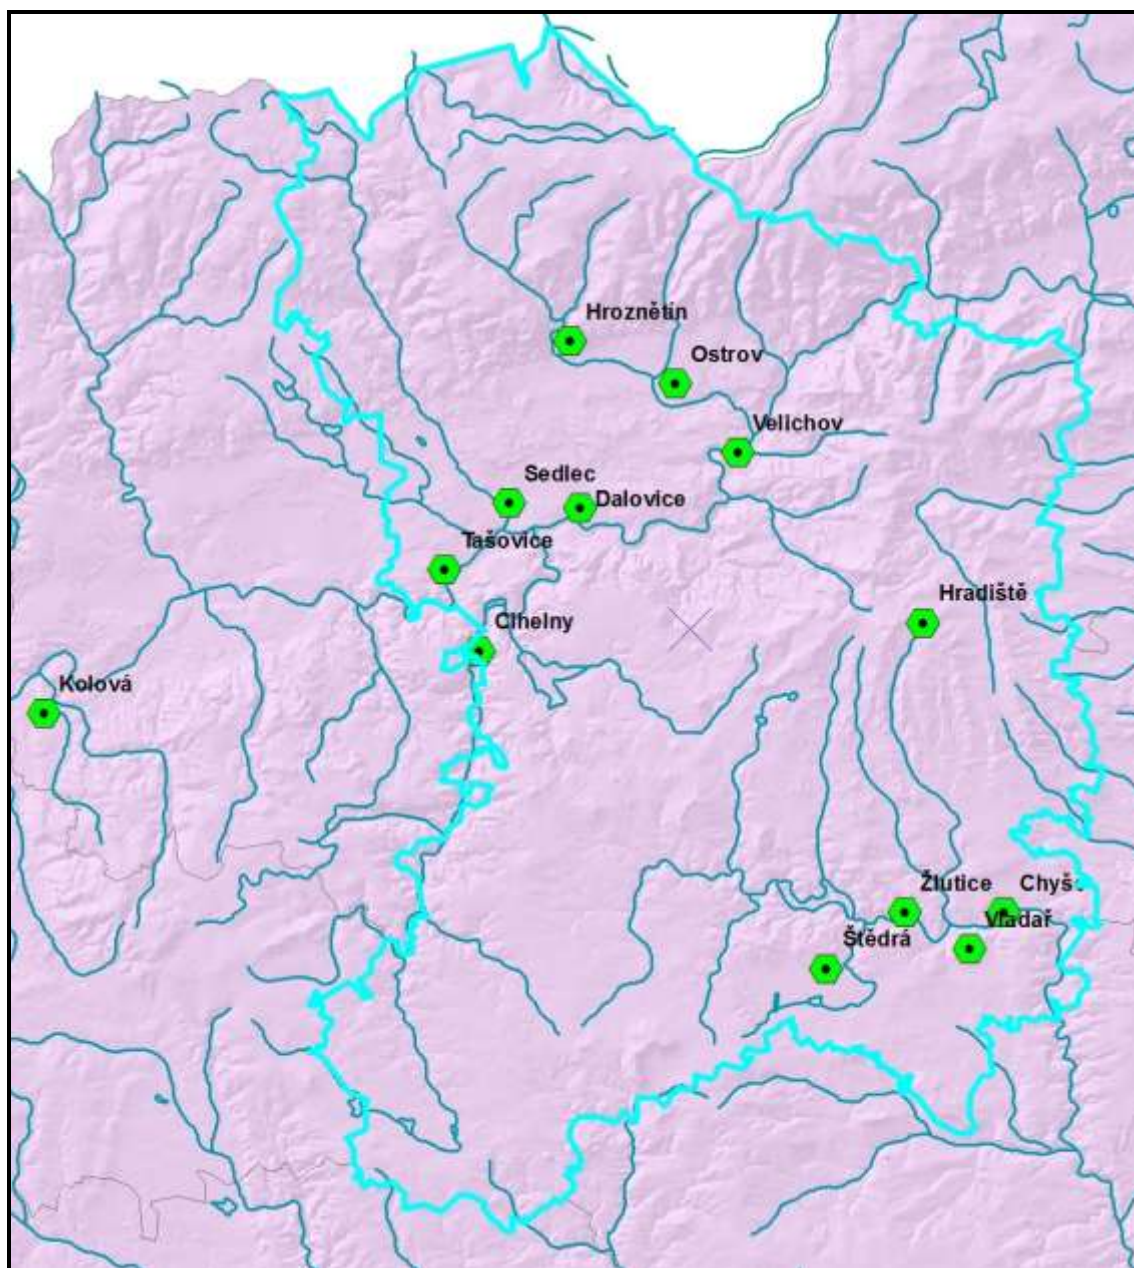 Hroznětín
Ostrov
Velichov
Sedlec
Dalovice
Tašovice
Hradiště
Cihelny
Kolová
Žlutice
Vladař
Štědrá